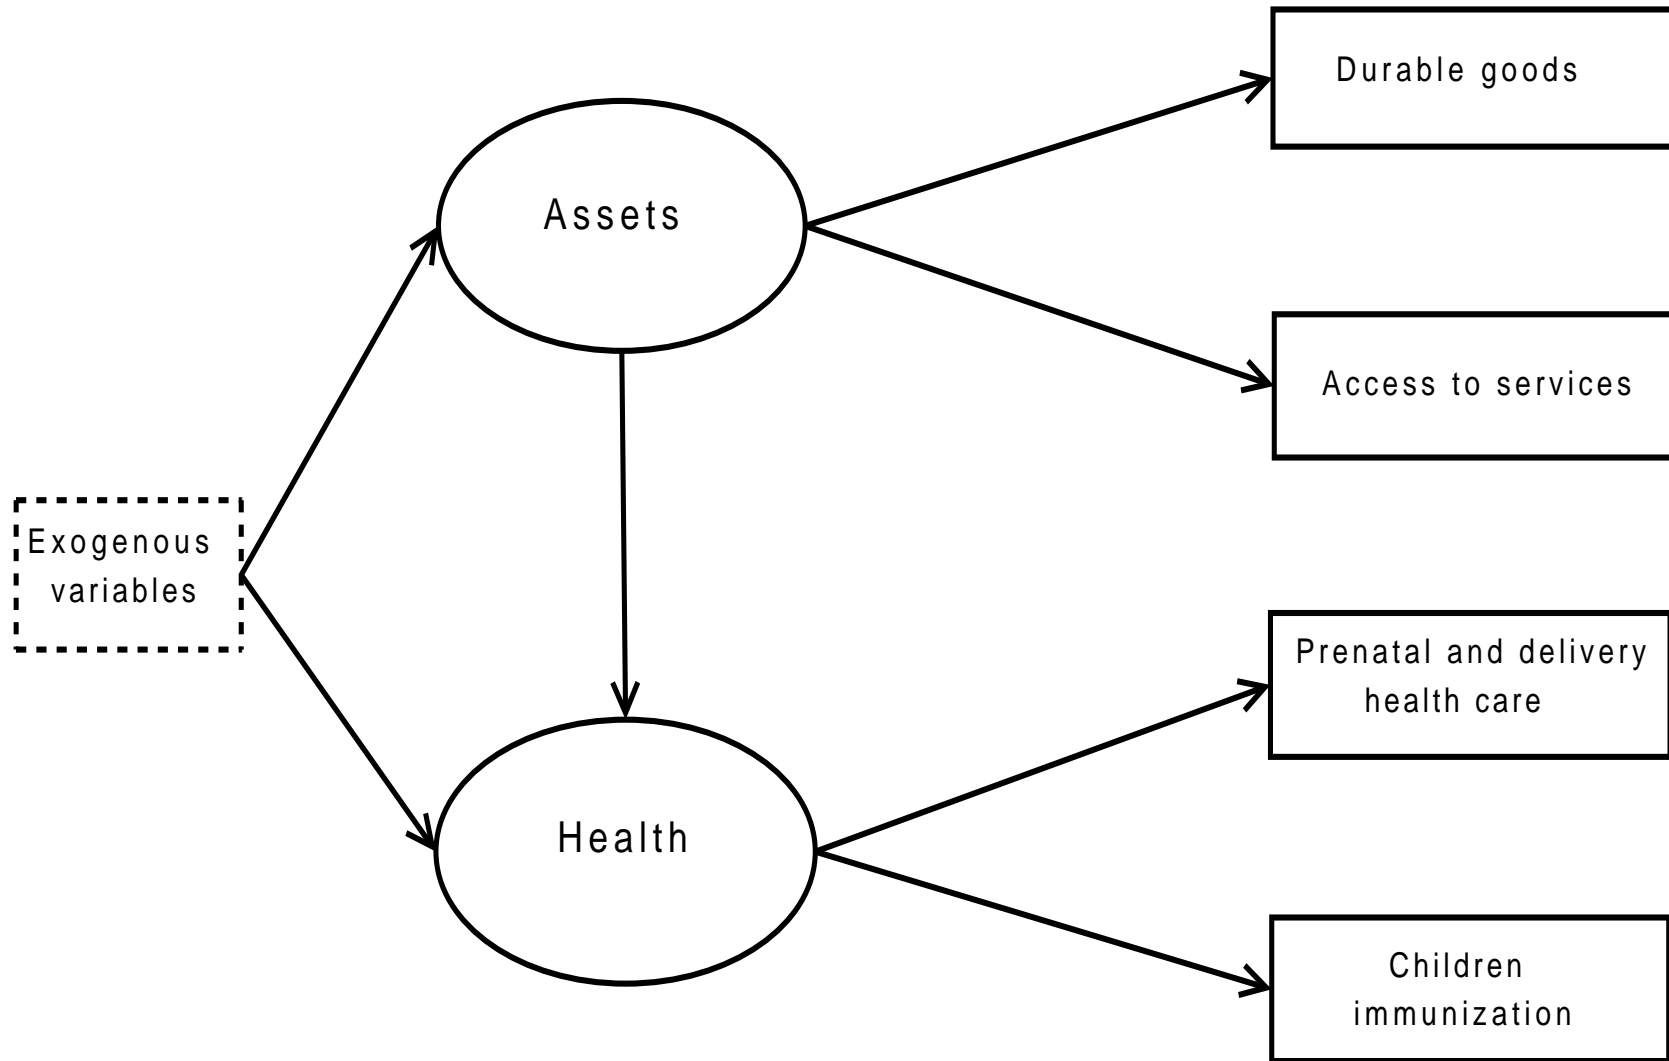 Durable goods
Assets
Access to services
Exogenous
variables
Prenatal and delivery
health care
Health
Children
immunization